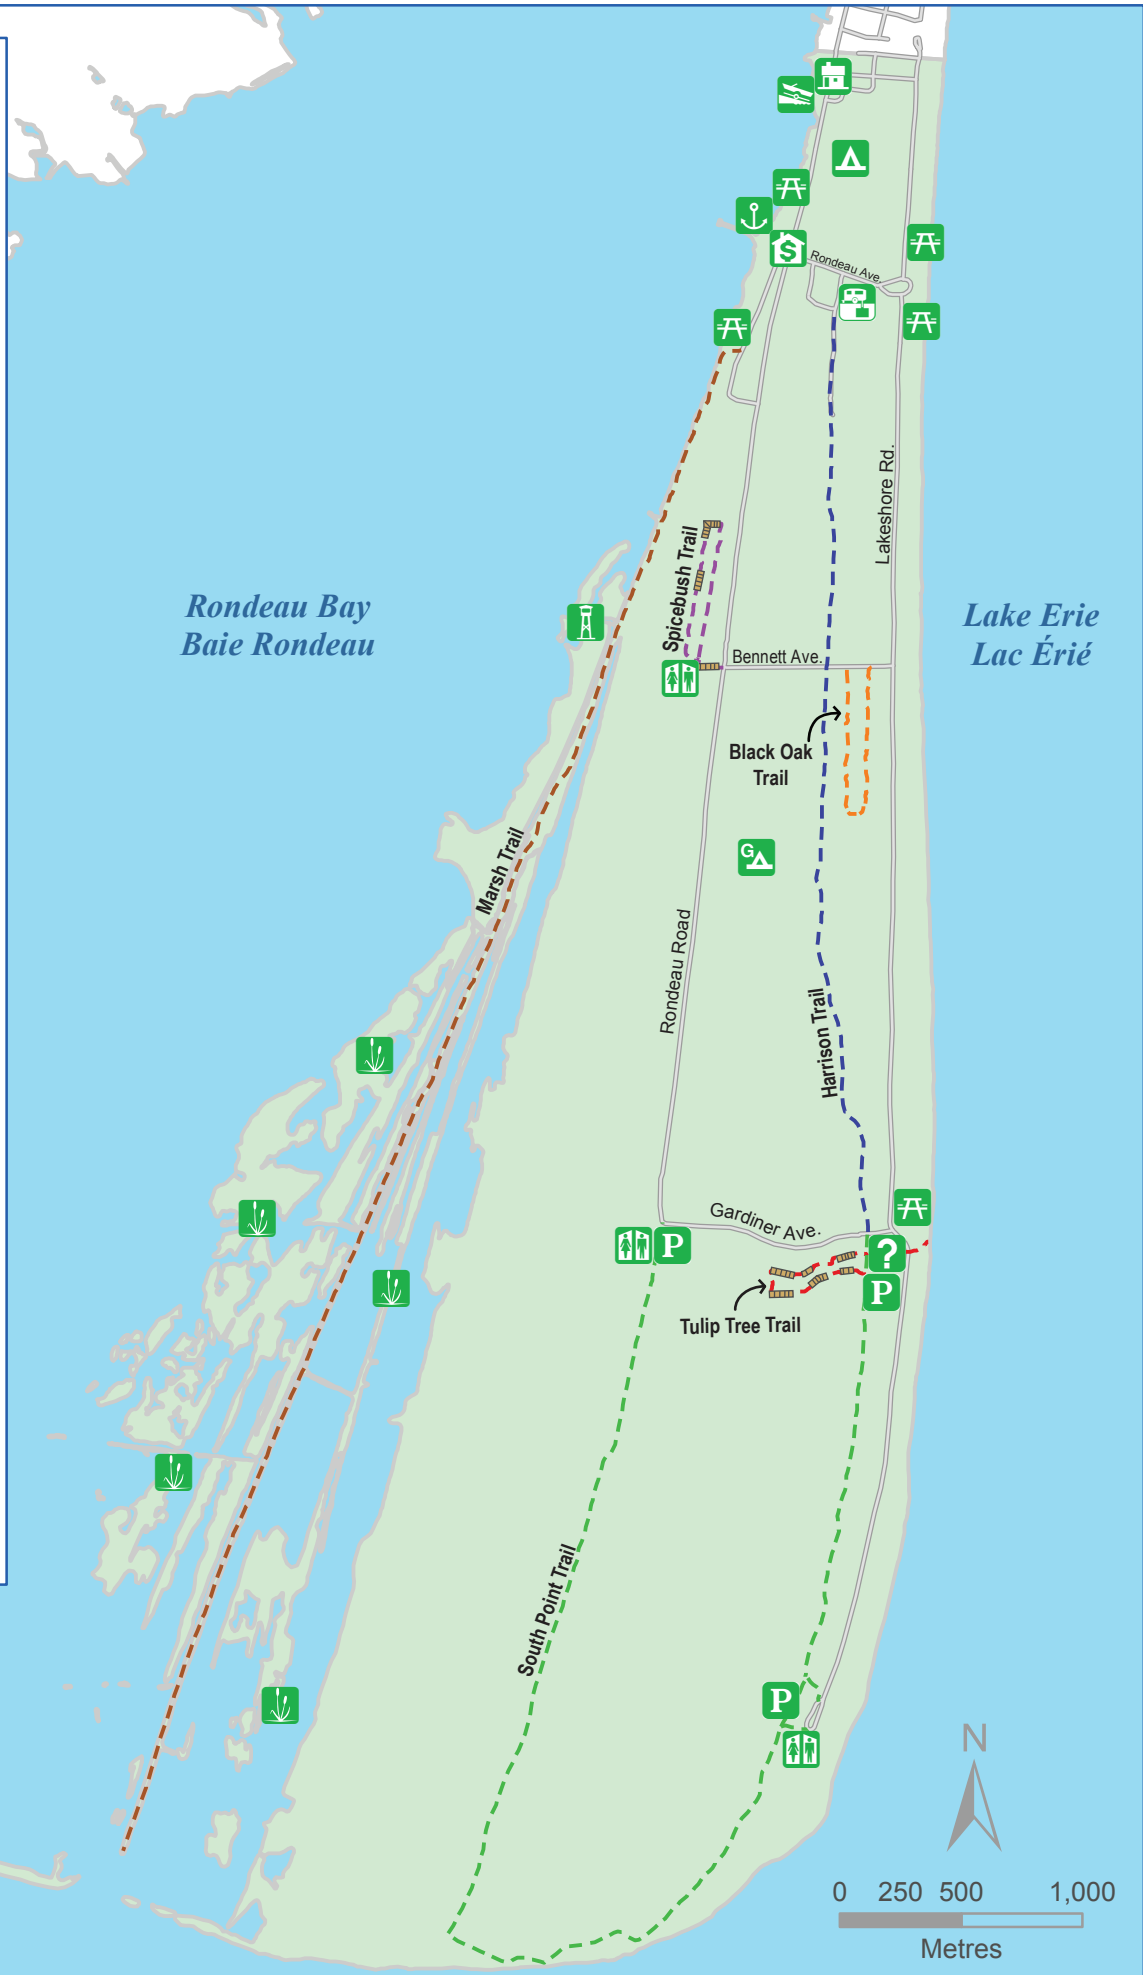 Rondeau Ave.
Lakeshore Rd.
Spicebush Trail
Rondeau Bay
Baie Rondeau
Lake Erie
Lac Érié
Bennett Ave.
Black Oak
Trail
G
Marsh Trail
Rondeau Road
Harrison Trail
Gardiner Ave.
P
?
P
Tulip Tree Trail
South Point Trail
P
N
0 250 500 1,000
Metres
$